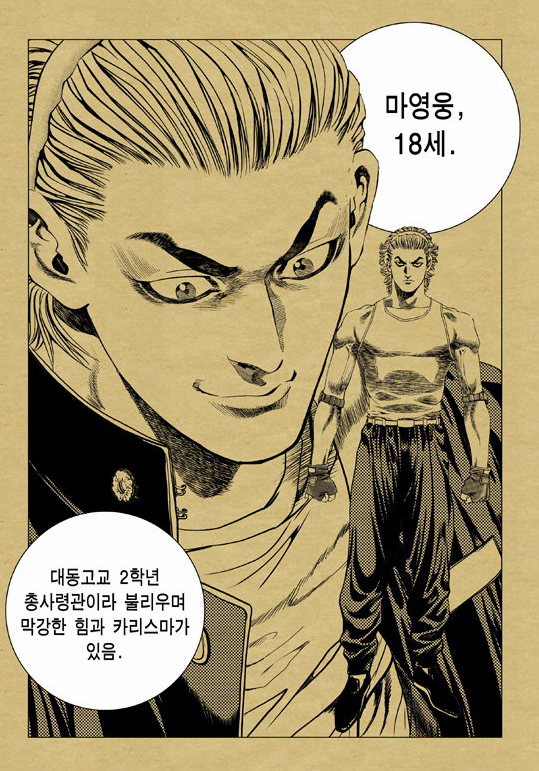 마영웅,
18세.
대동고교 2학년
총사령관이라 불리우며
막강한 힘과 카리스마가
있음.